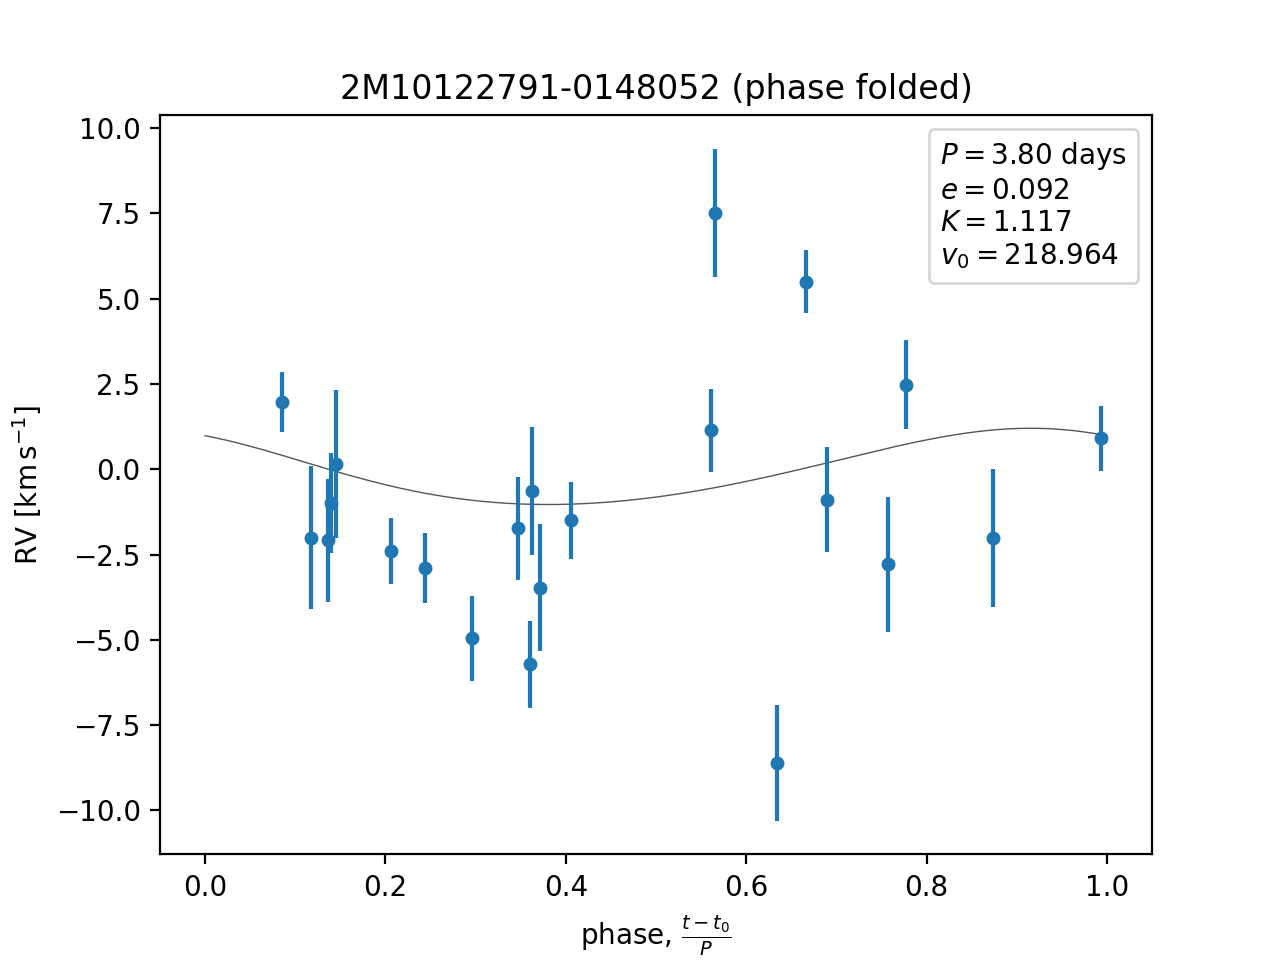 2M10122791-0148052 (phase folded)
P = 3.80 days
e = 0.092
K = 1.117
v₀ = 218.964
10.0
7.5
5.0
2.5
0.0
−2.5
−5.0
−7.5
−10.0
RV [km s⁻¹]
0.0 0.2 0.4 0.6 0.8 1.0
phase, (t − t₀)/P